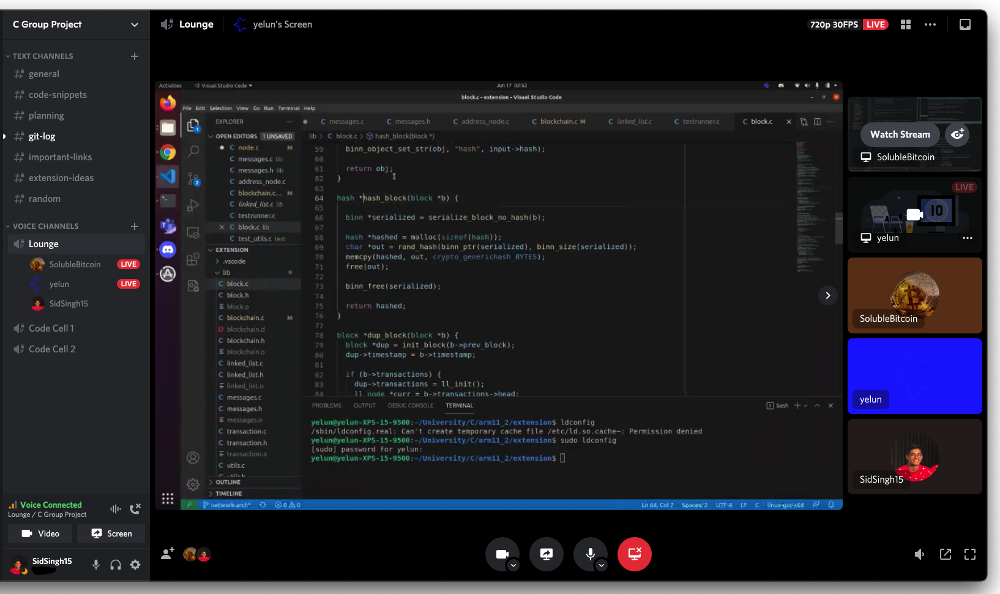 C Group Project
TEXT CHANNELS
general
code-snippets
planning
git-log
important-links
extension-ideas
random
VOICE CHANNELS
Lounge
SolubleBitcoin LIVE
yelun LIVE
SidSingh15
Code Cell 1
Code Cell 2
Voice Connected
Lounge / C Group Project
Video Screen
SidSingh15
Lounge yelun's Screen
720p 30FPS LIVE
Activities Visual Studio Code Jun 17 02:52
block.c - extension - Visual Studio Code
File Edit Selection View Go Run Terminal Help
EXPLORER
OPEN EDITORS 1 UNSAVED
C node.c M
C messages.c lib
C messages.h lib
C address_node.c
C blockchain.c... M
C linked_list.c lib
C testrunner.c
C block.c lib
C test_utils.c test
EXTENSION
.vscode
lib
C block.c
C block.h
block.o
C blockchain.c M
D blockchain.d
C blockchain.h
blockchain.o
C linked_list.c
C linked_list.h
linked_list.o
C messages.c
C messages.h
messages.o
C transaction.c
C transaction.h
transaction.o
C utils.c
OUTLINE
TIMELINE
C messages.c C messages.h C address_node.c C blockchain.c M C linked_list.c C testrunner.c C block.c
lib > C block.c > hash_block(block *)
59 binn_object_set_str(obj, "hash", input->hash);
60
61 return obj;
62 }
63
64 hash *hash_block(block *b) {
65
66 binn *serialized = serialize_block_no_hash(b);
67
68 hash *hashed = malloc(sizeof(hash));
69 char *out = rand_hash(binn_ptr(serialized), binn_size(serialized));
70 memcpy(hashed, out, crypto_generichash_BYTES);
71 free(out);
72
73 binn_free(serialized);
74
75 return hashed;
76 }
77
78 block *dup_block(block *b) {
79 block *dup = init_block(b->prev_block);
80 dup->timestamp = b->timestamp;
81
82 if (b->transactions) {
83 dup->transactions = ll_init();
84 ll_node *curr = b->transactions->head;
PROBLEMS OUTPUT DEBUG CONSOLE TERMINAL bash
yelun@yelun-XPS-15-9500:~/University/C/arm11_2/extension$ ldconfig
/sbin/ldconfig.real: Can't create temporary cache file /etc/ld.so.cache~: Permission denied
yelun@yelun-XPS-15-9500:~/University/C/arm11_2/extension$ sudo ldconfig
[sudo] password for yelun:
yelun@yelun-XPS-15-9500:~/University/C/arm11_2/extension$
network-arch* 0 0 Ln 64, Col 7 Spaces: 2 UTF-8 LF C linux-gcc-x64
Watch Stream
SolubleBitcoin
LIVE
10
yelun
SolubleBitcoin
yelun
SidSingh15